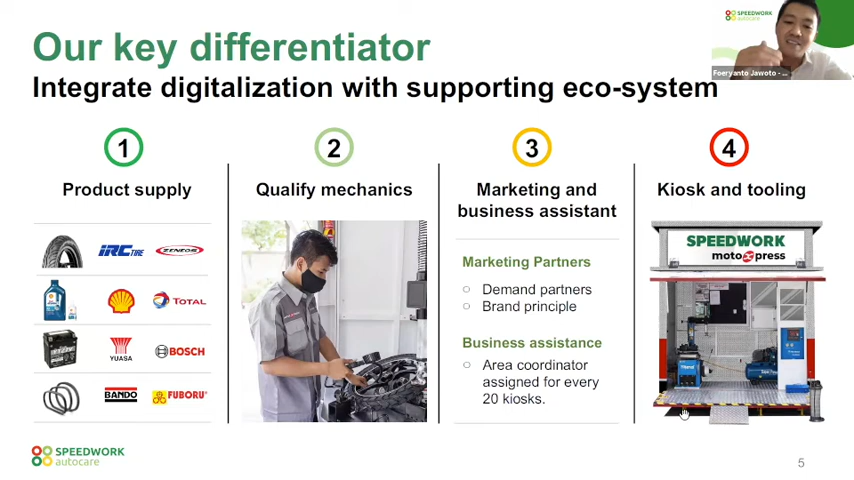 Our key differentiator
Integrate digitalization with supporting eco-system
SPEEDWORK
autocare
Foeryanto Jawoto - ...
1
Product supply
IRC TIRE
ZENEOS
TOTAL
YUASA
BOSCH
BANDO
FUBORU
2
Qualify mechanics
3
Marketing and
business assistant
Marketing Partners
○ Demand partners
○ Brand principle
Business assistance
○ Area coordinator
assigned for every
20 kiosks.
4
Kiosk and tooling
SPEEDWORK
motoXpress
SPEEDWORK
autocare
5